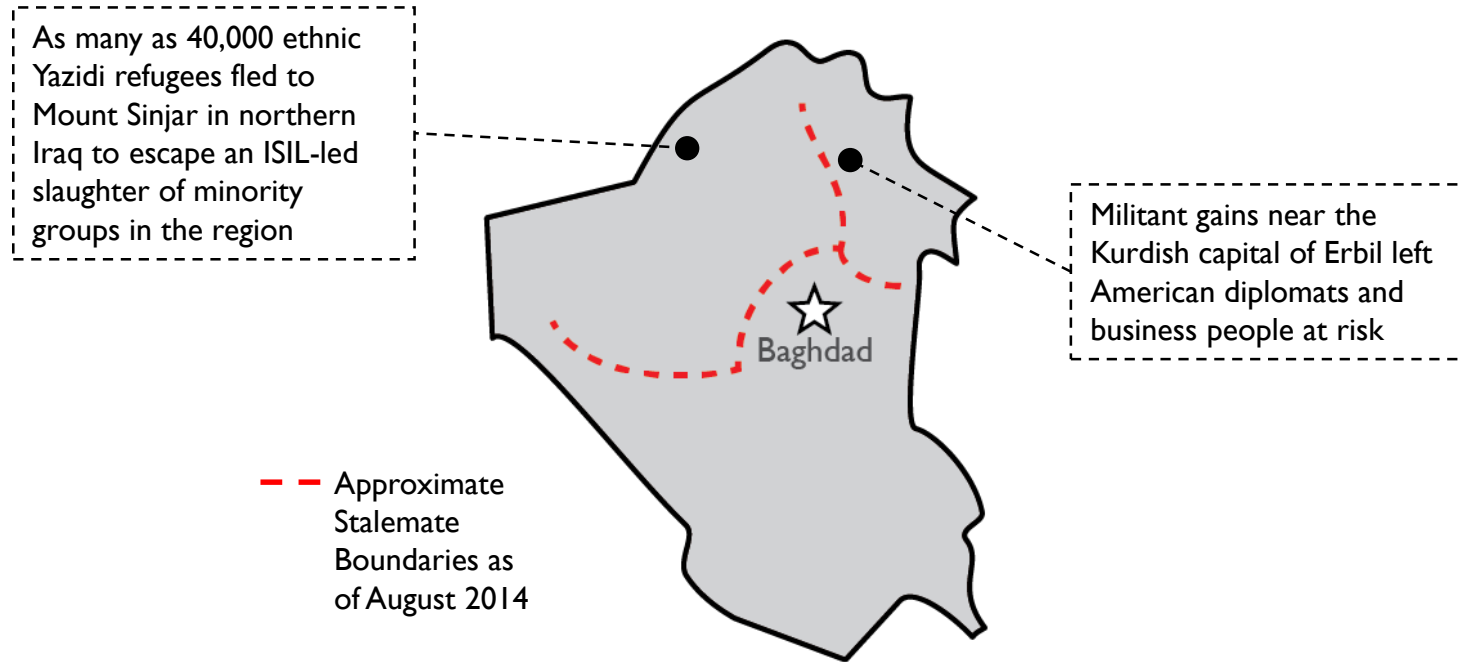 As many as 40,000 ethnic
Yazidi refugees fled to
Mount Sinjar in northern
Iraq to escape an ISIL-led
slaughter of minority
groups in the region
Militant gains near the
Kurdish capital of Erbil left
American diplomats and
business people at risk
Baghdad
Approximate
Stalemate
Boundaries as
of August 2014